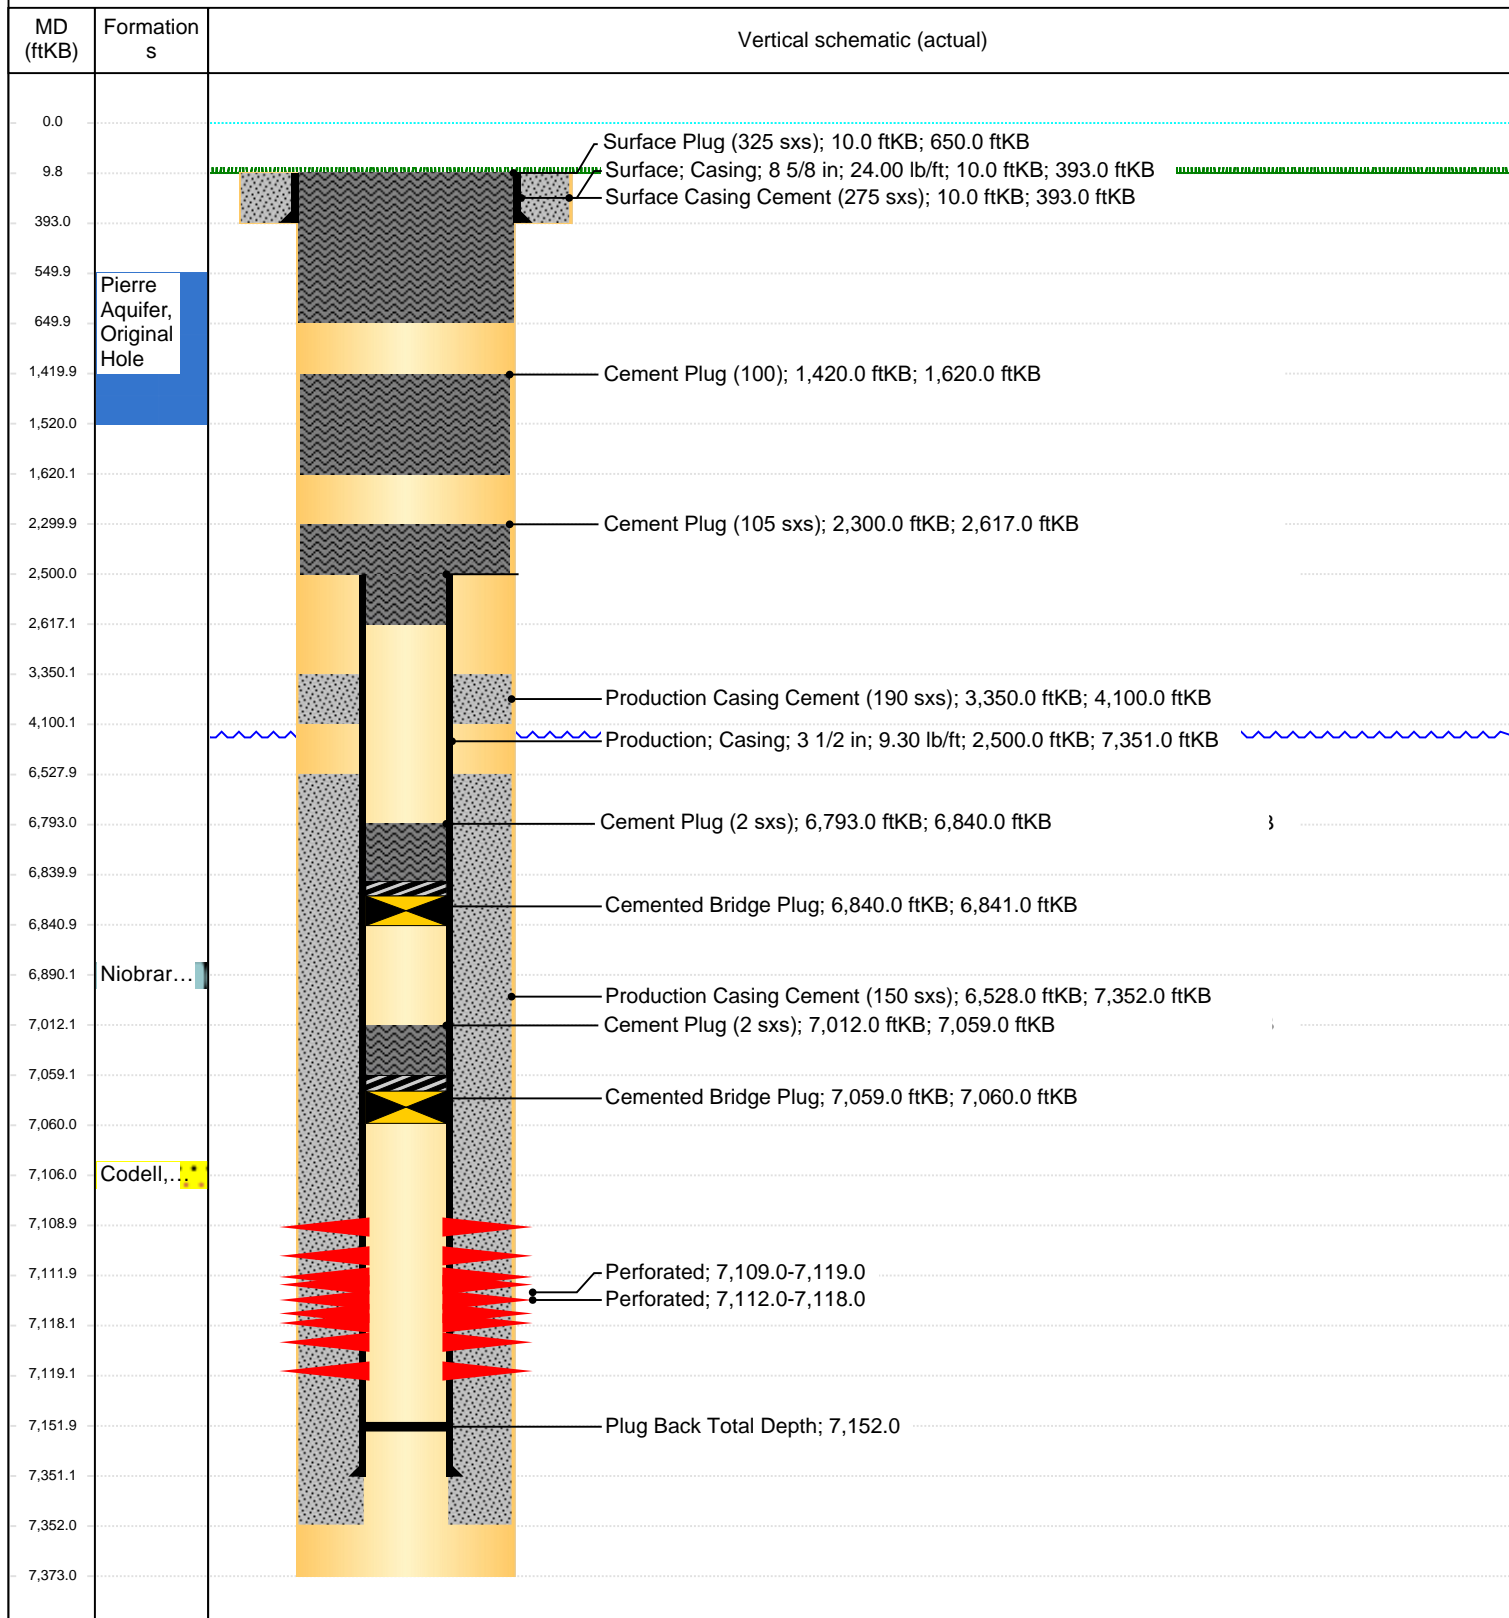 MD
(ftKB)
Formation
s
Vertical schematic (actual)
0.0
9.8
393.0
549.9
649.9
1,419.9
1,520.0
1,620.1
2,299.9
2,500.0
2,617.1
3,350.1
4,100.1
6,527.9
6,793.0
6,839.9
6,840.9
6,890.1
7,012.1
7,059.1
7,060.0
7,106.0
7,108.9
7,111.9
7,118.1
7,119.1
7,151.9
7,351.1
7,352.0
7,373.0
Pierre
Aquifer,
Original
Hole
Niobrar...
Codell,...
Surface Plug (325 sxs); 10.0 ftKB; 650.0 ftKB
Surface; Casing; 8 5/8 in; 24.00 lb/ft; 10.0 ftKB; 393.0 ftKB
Surface Casing Cement (275 sxs); 10.0 ftKB; 393.0 ftKB
Cement Plug (100); 1,420.0 ftKB; 1,620.0 ftKB
Cement Plug (105 sxs); 2,300.0 ftKB; 2,617.0 ftKB
Production Casing Cement (190 sxs); 3,350.0 ftKB; 4,100.0 ftKB
Production; Casing; 3 1/2 in; 9.30 lb/ft; 2,500.0 ftKB; 7,351.0 ftKB
Cement Plug (2 sxs); 6,793.0 ftKB; 6,840.0 ftKB
Cemented Bridge Plug; 6,840.0 ftKB; 6,841.0 ftKB
Production Casing Cement (150 sxs); 6,528.0 ftKB; 7,352.0 ftKB
Cement Plug (2 sxs); 7,012.0 ftKB; 7,059.0 ftKB
Cemented Bridge Plug; 7,059.0 ftKB; 7,060.0 ftKB
Perforated; 7,109.0-7,119.0
Perforated; 7,112.0-7,118.0
Plug Back Total Depth; 7,152.0